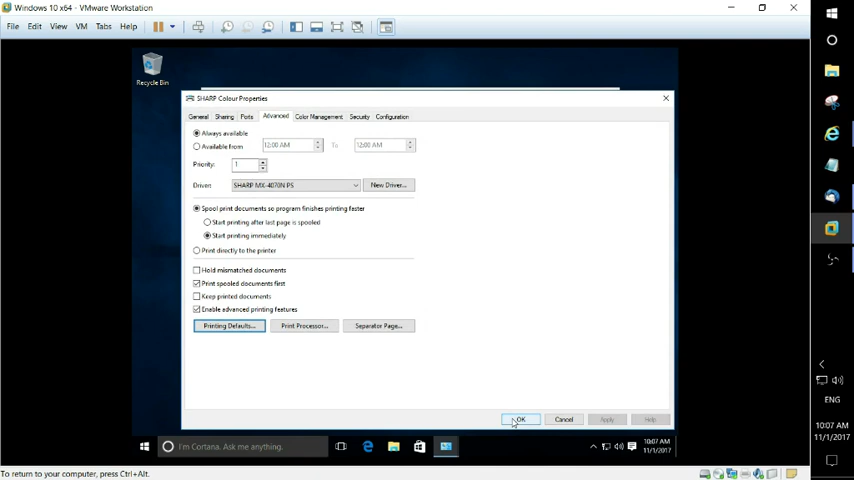 Windows 10 x64 - VMware Workstation
File Edit View VM Tabs Help
Recycle Bin
SHARP Colour Properties
General Sharing Ports Advanced Color Management Security Configuration
Always available
Available from 12:00 AM To 12:00 AM
Priority: 1
Driver: SHARP MX-4070N PS New Driver...
Spool print documents so program finishes printing faster
Start printing after last page is spooled
Start printing immediately
Print directly to the printer
Hold mismatched documents
Print spooled documents first
Keep printed documents
Enable advanced printing features
Printing Defaults... Print Processor... Separator Page...
OK Cancel Apply Help
I'm Cortana. Ask me anything.
10:07 AM
11/1/2017
To return to your computer, press Ctrl+Alt.
ENG
10:07 AM
11/1/2017